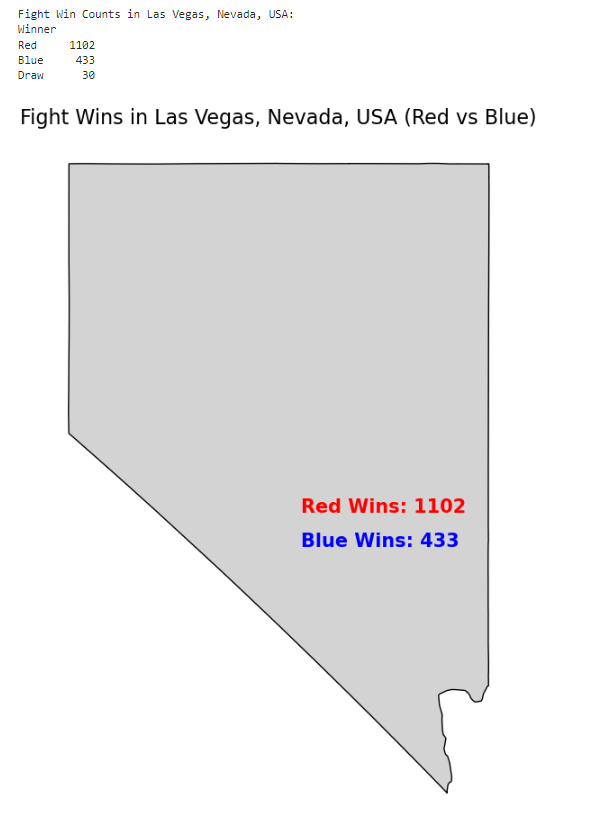 Fight Win Counts in Las Vegas, Nevada, USA:
Winner
Red     1102
Blue     433
Draw      30
Fight Wins in Las Vegas, Nevada, USA (Red vs Blue)
Red Wins: 1102
Blue Wins: 433